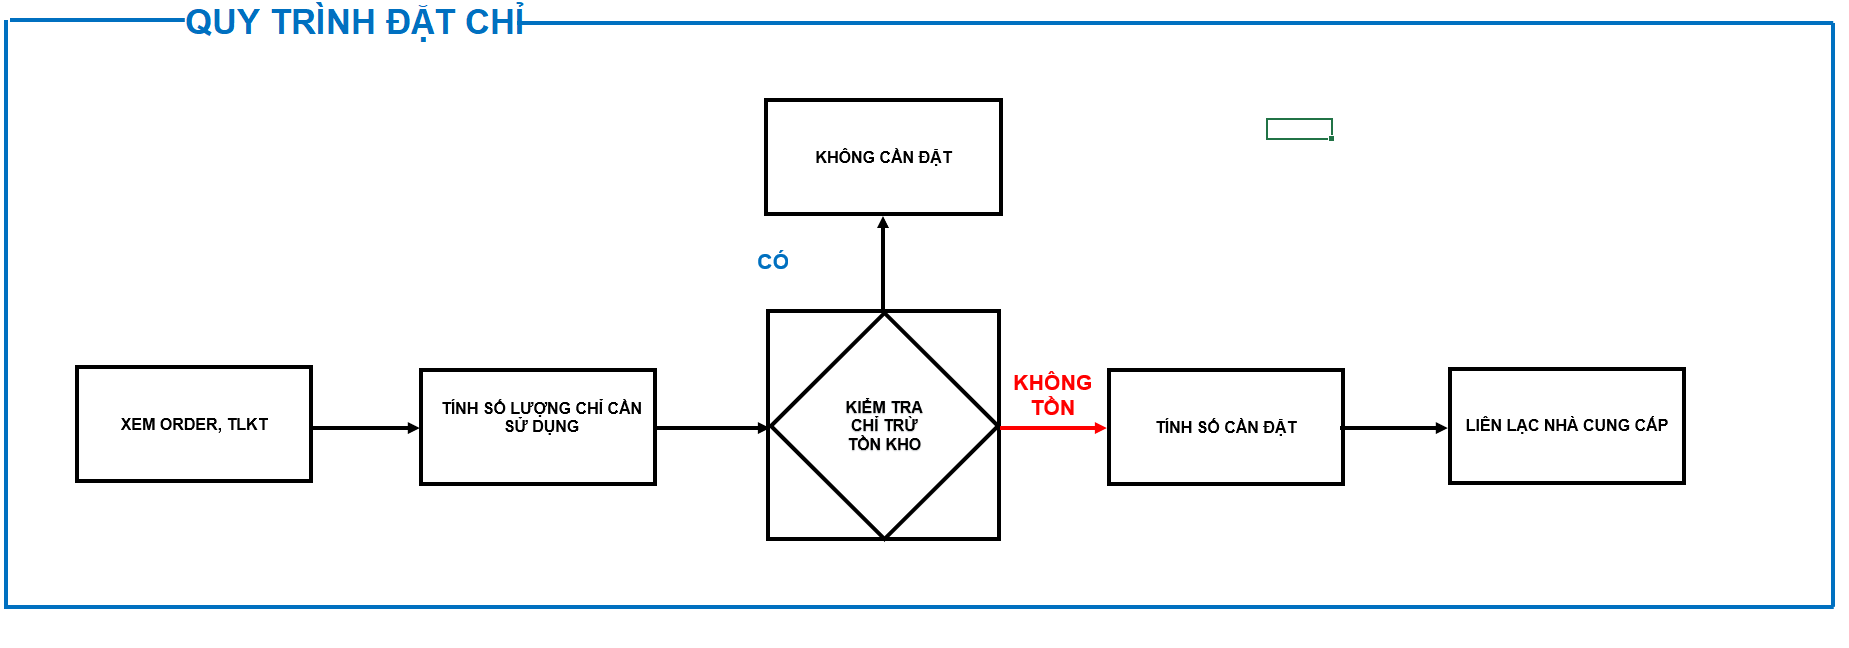 QUY TRÌNH ĐẶT CHỈ
KHÔNG CẦN ĐẶT
CÓ
XEM ORDER, TLKT
TÍNH SỐ LƯỢNG CHỈ CẦN
SỬ DỤNG
KIỂM TRA
CHỈ TRỪ
TỒN KHO
KHÔNG
TỒN
TÍNH SỐ CẦN ĐẶT
LIÊN LẠC NHÀ CUNG CẤP